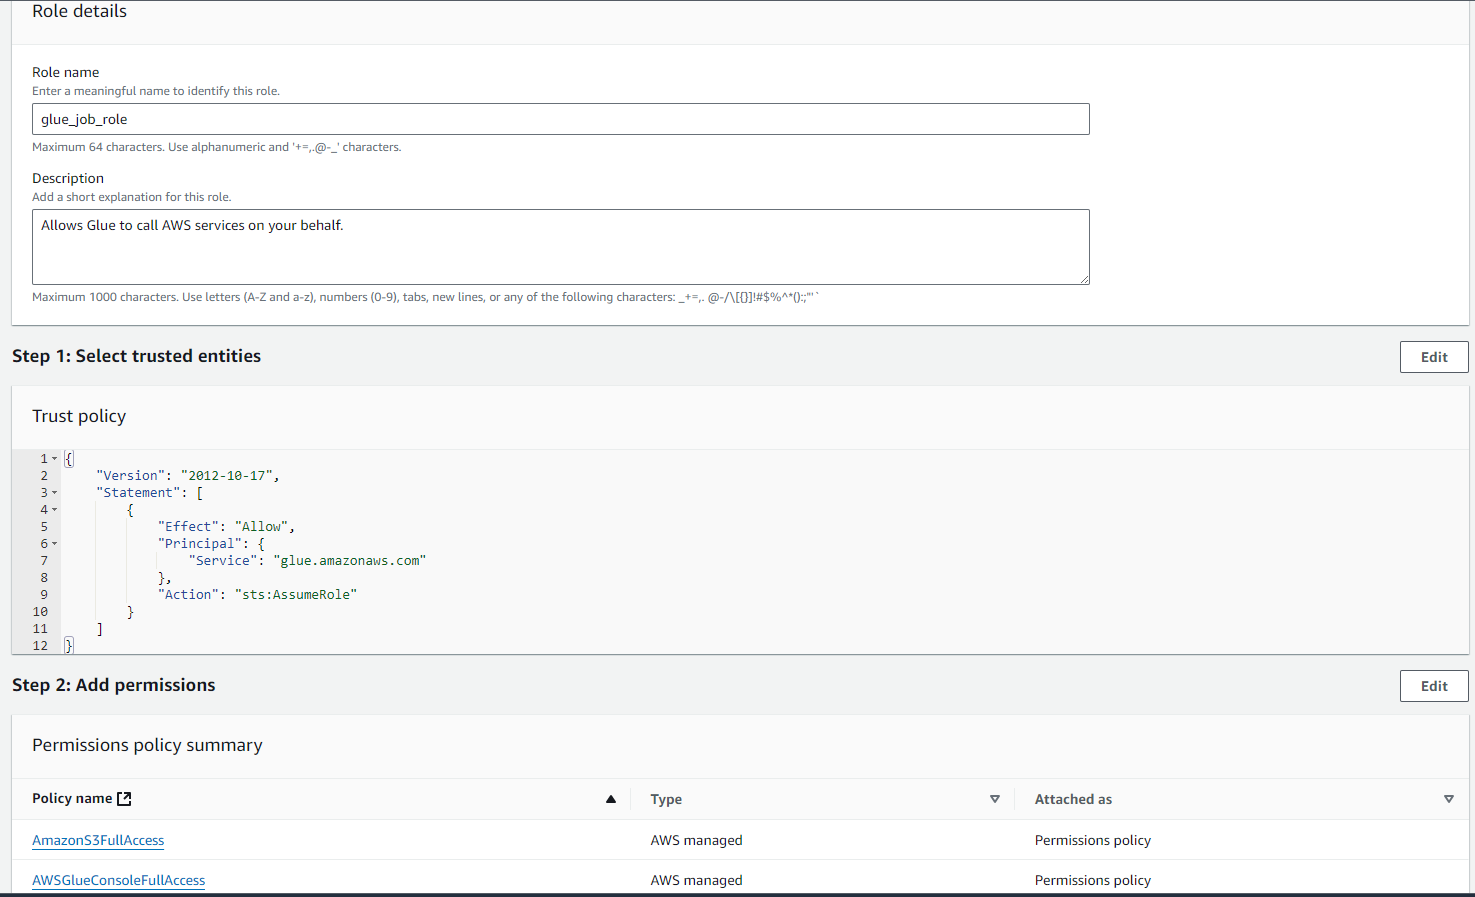 Role details
Role name
Enter a meaningful name to identify this role.
glue_job_role
Maximum 64 characters. Use alphanumeric and '+=,.@-_' characters.
Description
Add a short explanation for this role.
Allows Glue to call AWS services on your behalf.
Maximum 1000 characters. Use letters (A-Z and a-z), numbers (0-9), tabs, new lines, or any of the following characters: _+=,. @-/\[{}]!#$%^*();:"'`
Step 1: Select trusted entities
Edit
Trust policy
1 {
2 "Version": "2012-10-17",
3 "Statement": [
4 {
5 "Effect": "Allow",
6 "Principal": {
7 "Service": "glue.amazonaws.com"
8 },
9 "Action": "sts:AssumeRole"
10 }
11 ]
12 }
Step 2: Add permissions
Edit
Permissions policy summary
Policy name Type Attached as
AmazonS3FullAccess AWS managed Permissions policy
AWSGlueConsoleFullAccess AWS managed Permissions policy